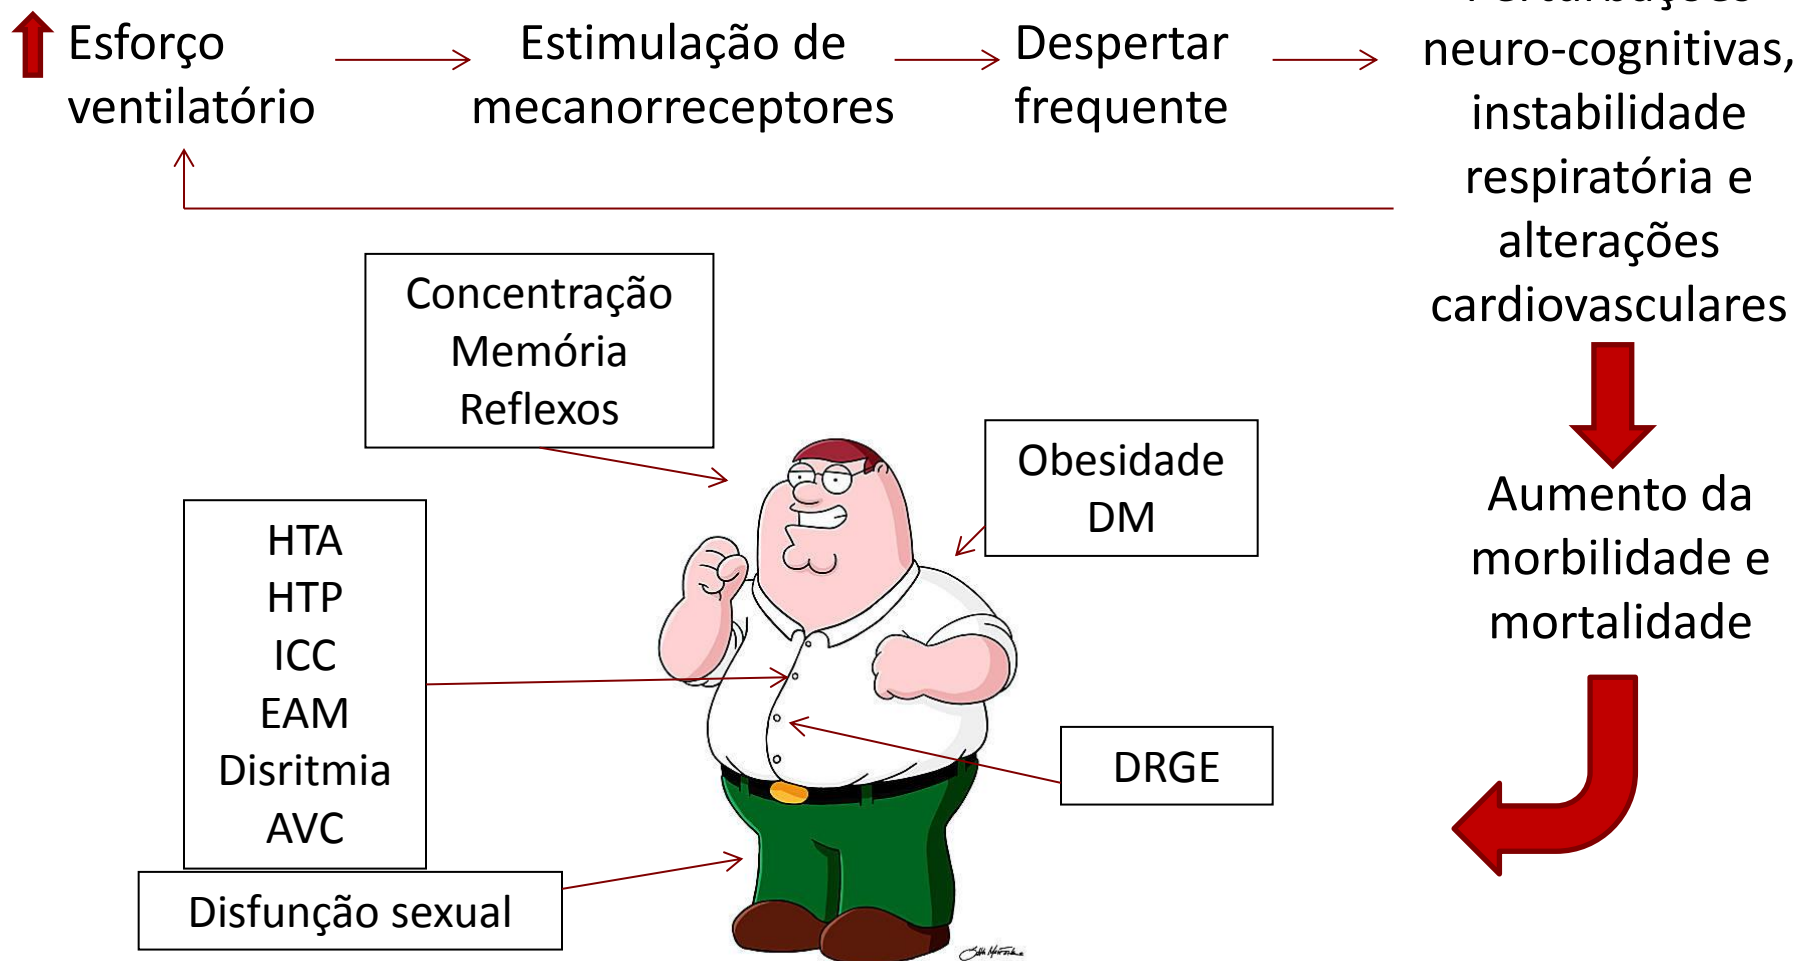 Esforço
ventilatório
Estimulação de
mecanorreceptores
Despertar
frequente
neuro-cognitivas,
instabilidade
respiratória e
alterações
cardiovasculares
Concentração
Memória
Reflexos
Obesidade
DM
HTA
HTP
ICC
EAM
Disritmia
AVC
Aumento da
morbilidade e
mortalidade
DRGE
Disfunção sexual